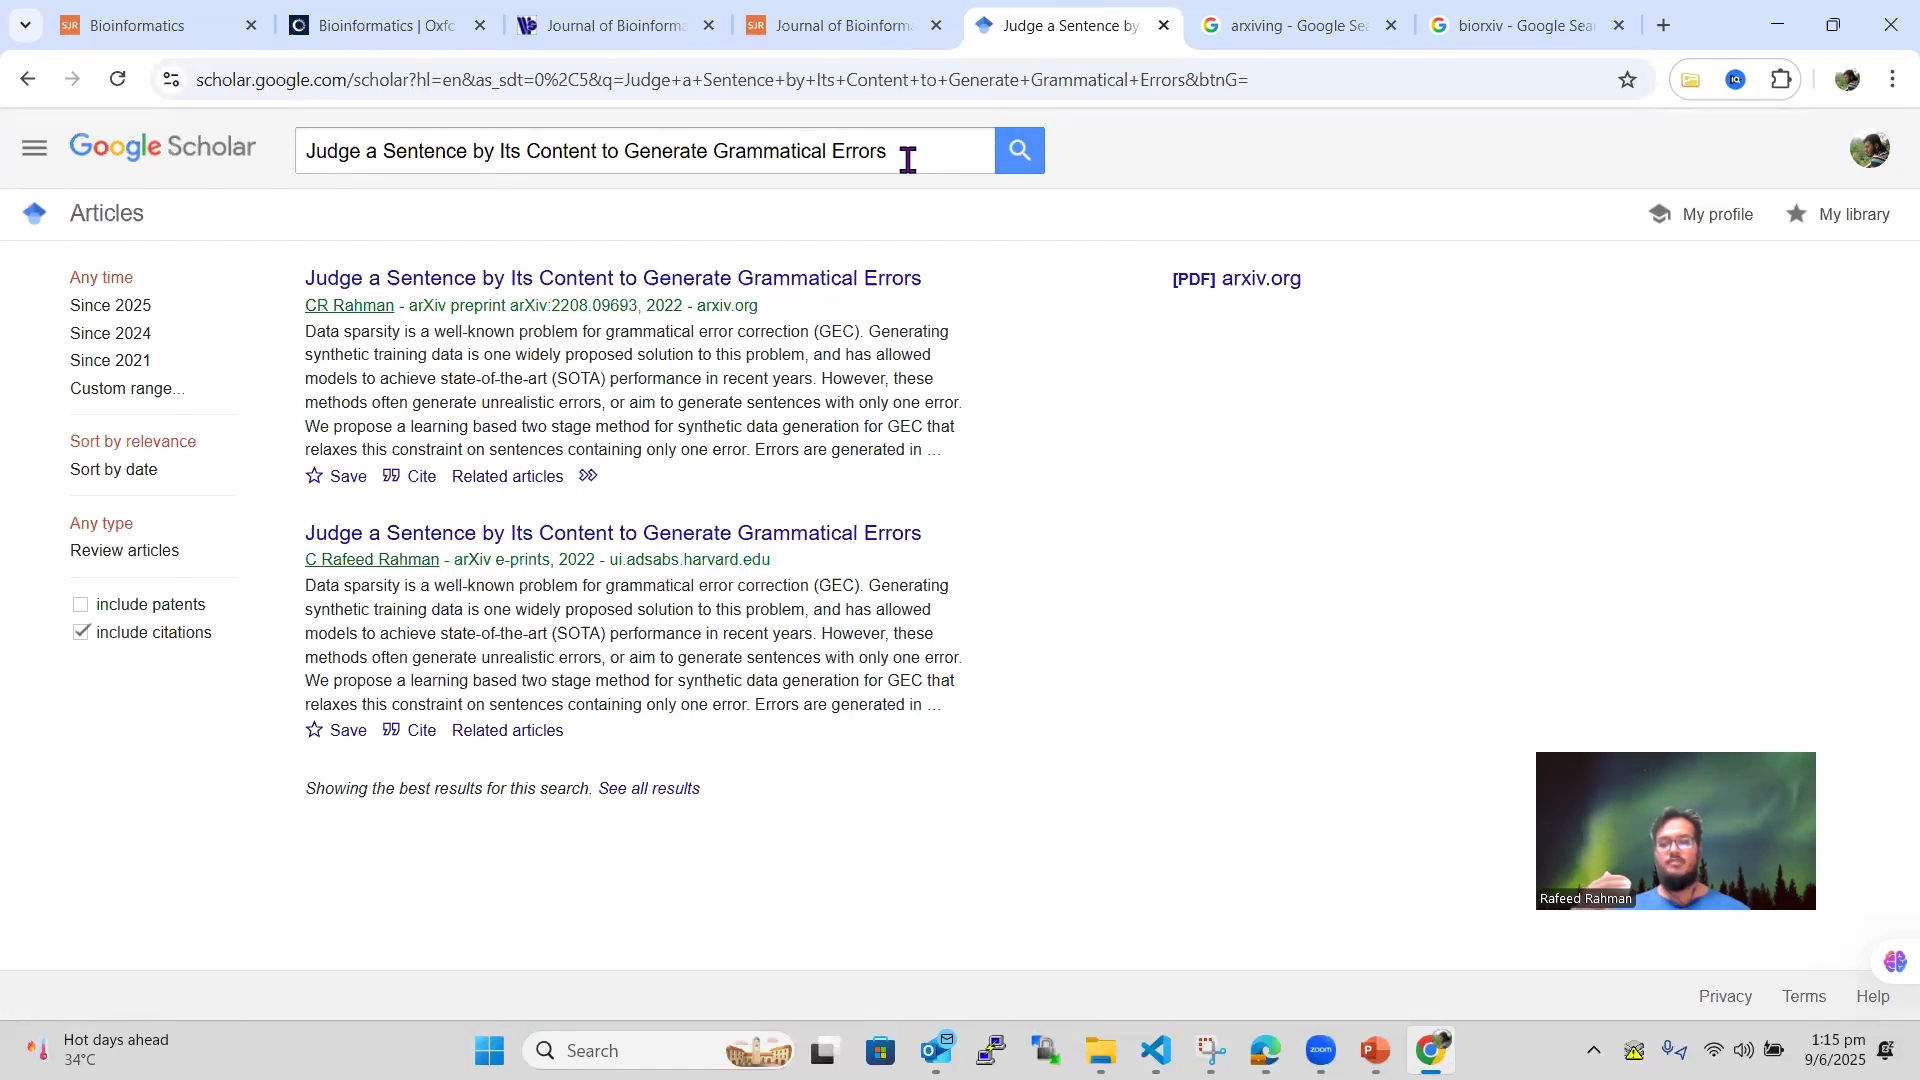 SJR Bioinformatics
Bioinformatics | Oxfo
Journal of Bioinforma
SJR Journal of Bioinforma
Judge a Sentence by
arxiving - Google Sea
biorxiv - Google Sear
scholar.google.com/scholar?hl=en&as_sdt=0%2C5&q=Judge+a+Sentence+by+Its+Content+to+Generate+Grammatical+Errors&btnG=
Google Scholar
Judge a Sentence by Its Content to Generate Grammatical Errors
Articles
My profile
My library
Any time
Since 2025
Since 2024
Since 2021
Custom range...
Sort by relevance
Sort by date
Any type
Review articles
include patents
include citations
Judge a Sentence by Its Content to Generate Grammatical Errors
CR Rahman - arXiv preprint arXiv:2208.09693, 2022 - arxiv.org
Data sparsity is a well-known problem for grammatical error correction (GEC). Generating
synthetic training data is one widely proposed solution to this problem, and has allowed
models to achieve state-of-the-art (SOTA) performance in recent years. However, these
methods often generate unrealistic errors, or aim to generate sentences with only one error.
We propose a learning based two stage method for synthetic data generation for GEC that
relaxes this constraint on sentences containing only one error. Errors are generated in …
Save Cite Related articles
[PDF] arxiv.org
Judge a Sentence by Its Content to Generate Grammatical Errors
C Rafeed Rahman - arXiv e-prints, 2022 - ui.adsabs.harvard.edu
Data sparsity is a well-known problem for grammatical error correction (GEC). Generating
synthetic training data is one widely proposed solution to this problem, and has allowed
models to achieve state-of-the-art (SOTA) performance in recent years. However, these
methods often generate unrealistic errors, or aim to generate sentences with only one error.
We propose a learning based two stage method for synthetic data generation for GEC that
relaxes this constraint on sentences containing only one error. Errors are generated in …
Save Cite Related articles
Showing the best results for this search. See all results
Rafeed Rahman
Privacy Terms Help
Hot days ahead
34°C
Search
zoom
1:15 pm
9/6/2025